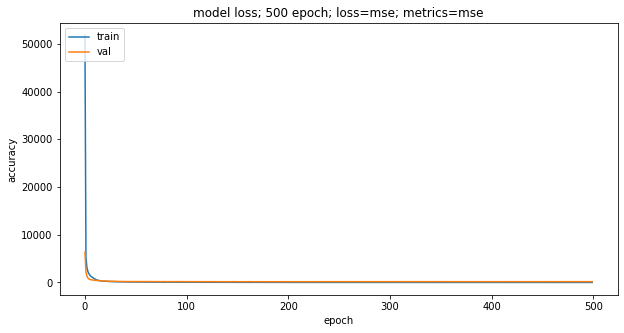 model loss; 500 epoch; loss=mse; metrics=mse
train
val
accuracy
50000
40000
30000
20000
10000
0
0 100 200 300 400 500
epoch